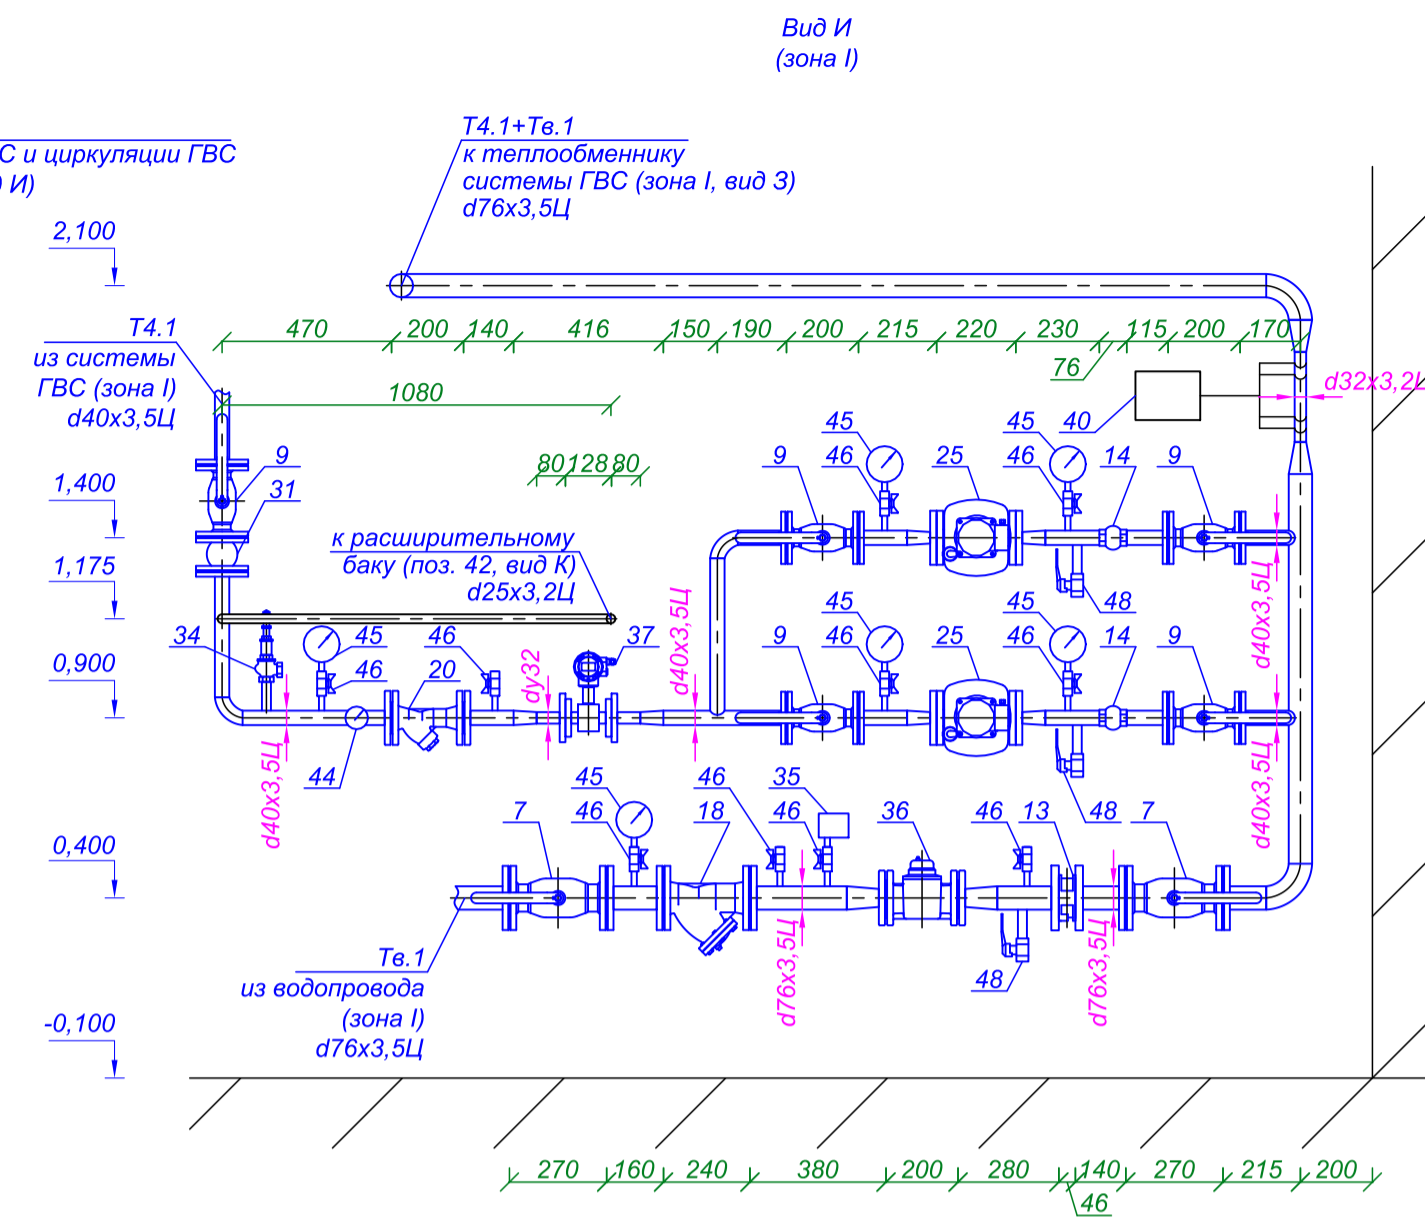 Вид И
(зона I)
Т4.1+Тв.1
к теплообменнику
системы ГВС (зона I, вид З)
d76х3,5Ц
С и циркуляции ГВС
И)
2,100
Т4.1
из системы
ГВС (зона I)
d40х3,5Ц
470 200 140 416 150 190 200 215 220 230 115 200 170
76
1080
d32х3,2Ц
45 45 40
9 9 46 25 46 14 9
80 128 80
31
1,400
к расширительному
баку (поз. 42, вид К)
d25х3,2Ц
1,175
48
d40х3,5Ц
d40х3,5Ц
45 45
34 45 46 37 9 46 25 46 14 9
46 20
dу32
0,900
d40х3,5Ц
44
48
d40х3,5Ц
45 46 35
7 46 18 46 36 46 13 48 7
0,400
d76х3,5Ц
d76х3,5Ц
48
Тв.1
из водопровода
(зона I)
d76х3,5Ц
-0,100
270 160 240 380 200 280 140 270 215 200
46